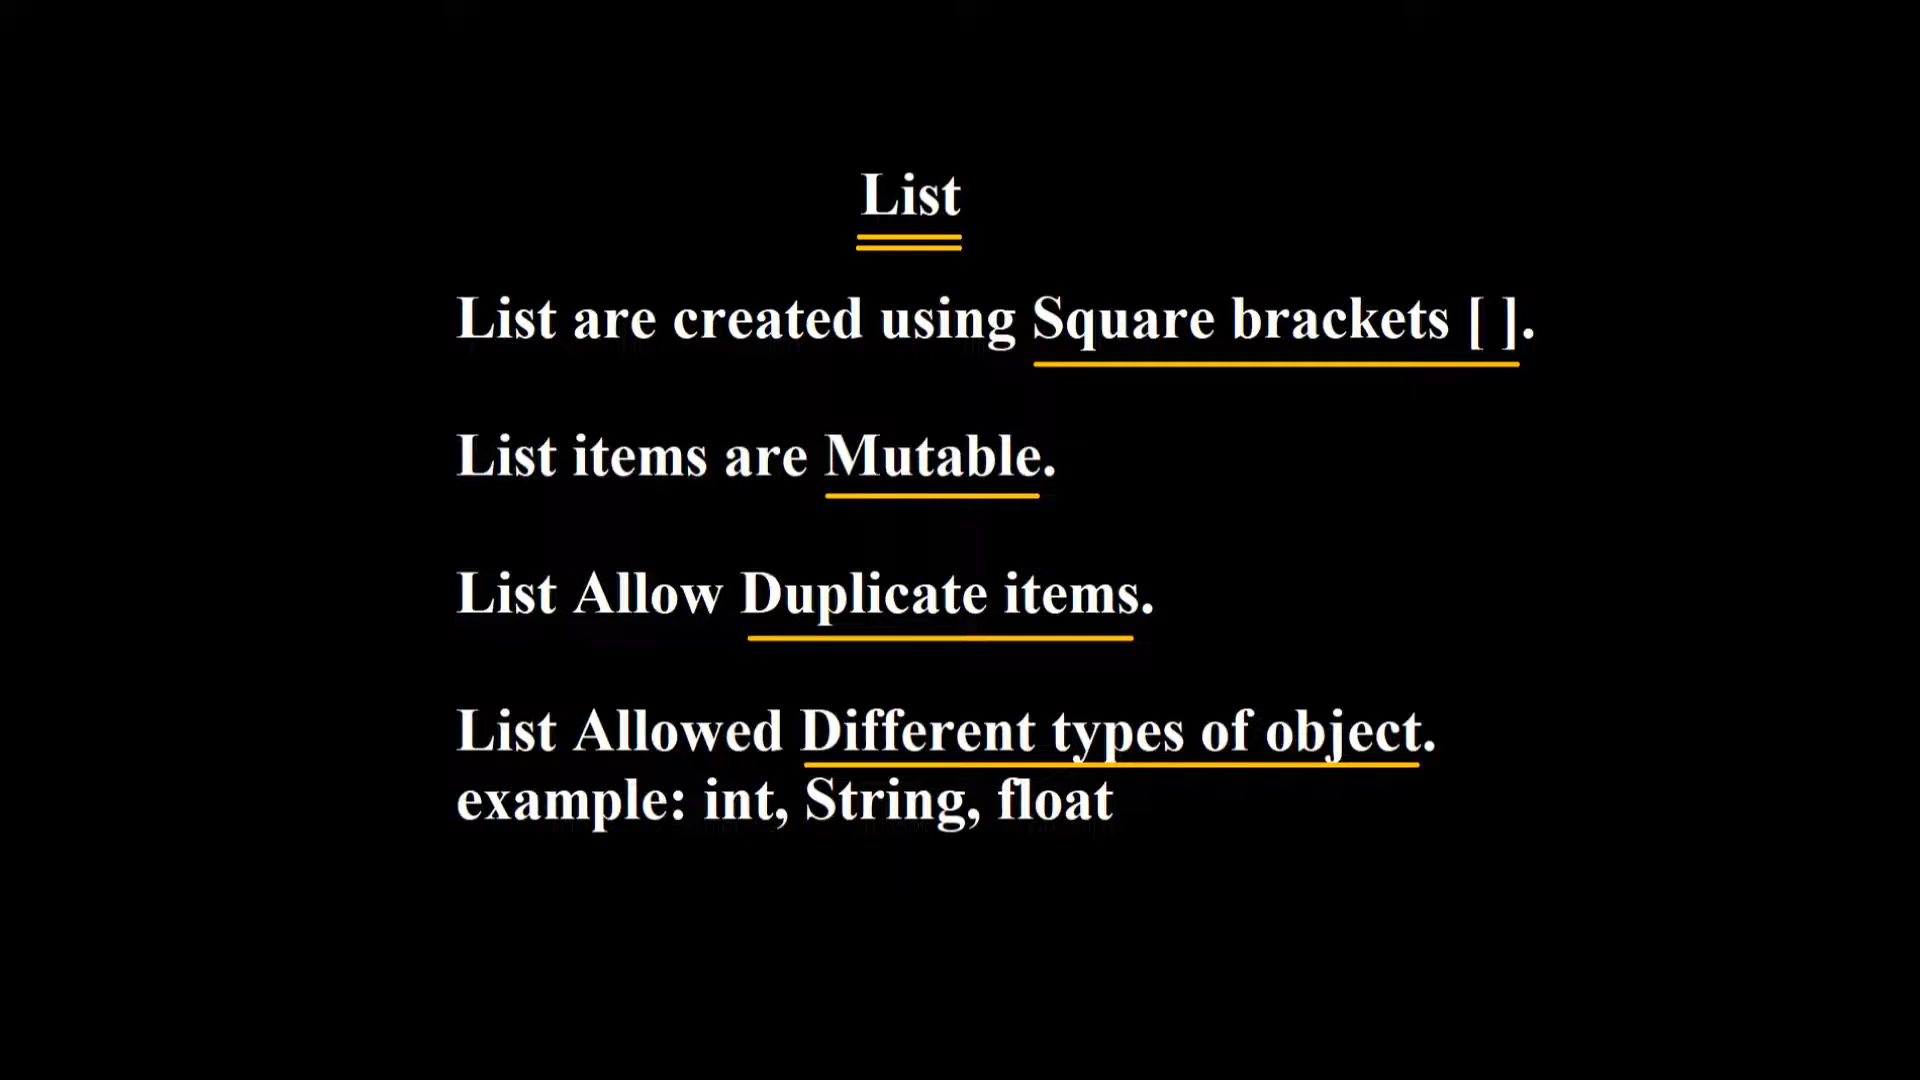 List
List are created using Square brackets [ ].
List items are Mutable.
List Allow Duplicate items.
List Allowed Different types of object.
example: int, String, float